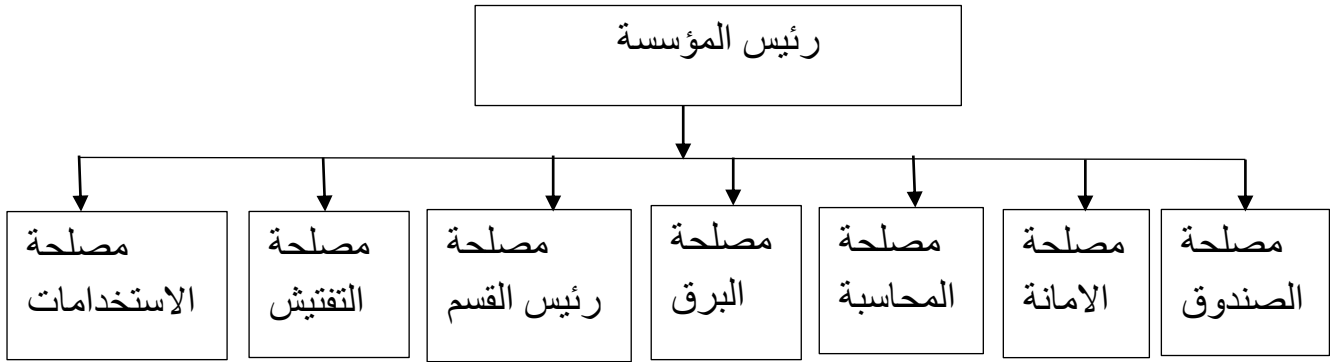 رئيس المؤسسة
مصلحة
الصندوق
مصلحة
الامانة
مصلحة
المحاسبة
مصلحة
البرق
مصلحة
رئيس القسم
مصلحة
التفتيش
مصلحة
الاستخدامات